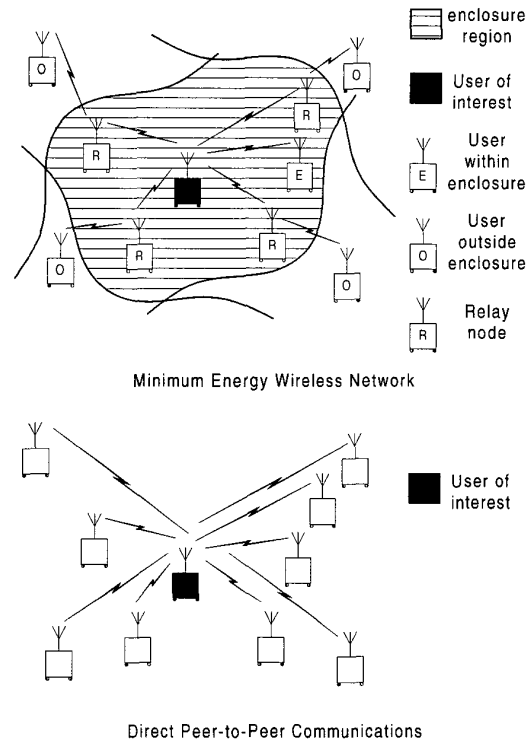 enclosure
region
User of
interest
User
within
enclosure
User
outside
enclosure
Relay
node
O
O
R
R
E
R
R
O
O
E
O
R
Minimum Energy Wireless Network
User of
interest
Direct Peer-to-Peer Communications